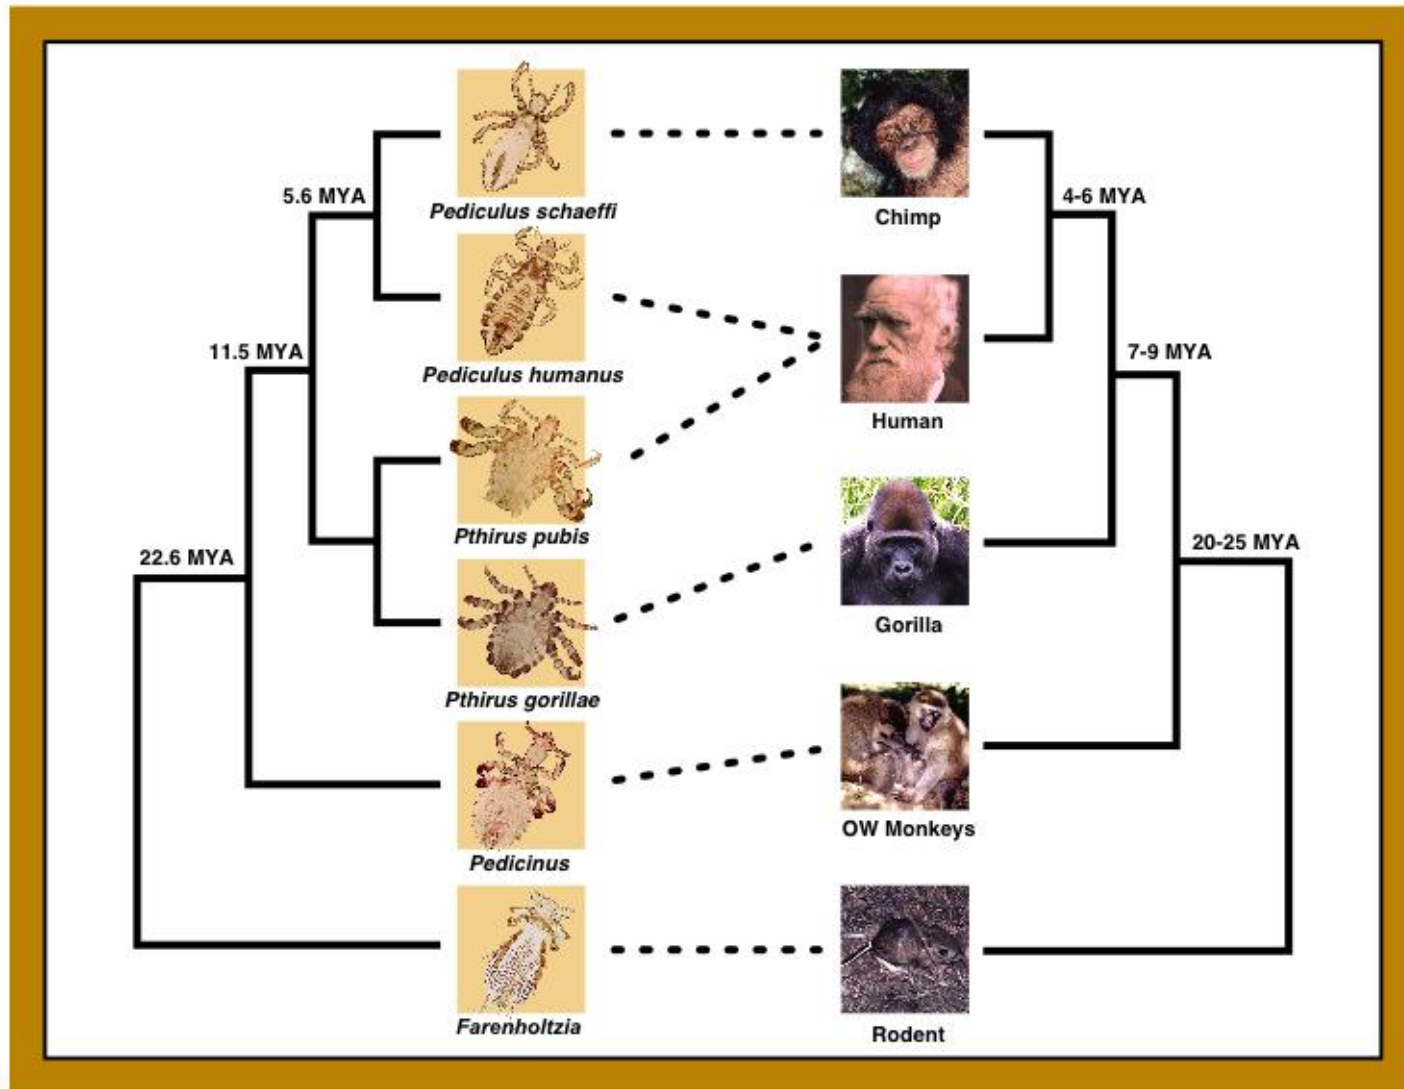 5.6 MYA
11.5 MYA
22.6 MYA
Pediculus schaeffi
Pediculus humanus
Pthirus pubis
Pthirus gorillae
Pedicinus
Farenholtzia
Chimp
Human
Gorilla
OW Monkeys
Rodent
4-6 MYA
7-9 MYA
20-25 MYA